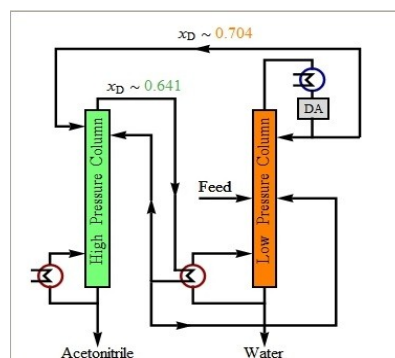 xD ~ 0.704
xD ~ 0.641
DA
High Pressure Column
Low Pressure Column
Feed
Acetonitrile
Water